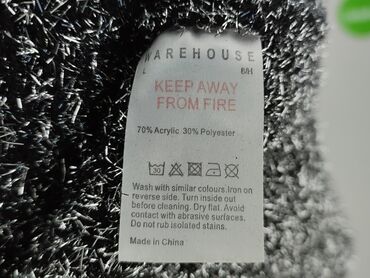 WAREHOUSE
L B/H
KEEP AWAY
FROM FIRE
70% Acrylic 30% Polyester
30
Wash with similar colours.Iron on
reverse side. Turn inside out
before cleaning. Dry flat. Avoid
contact with abrasive surfaces.
Do not rub isolated stains.
Made in China